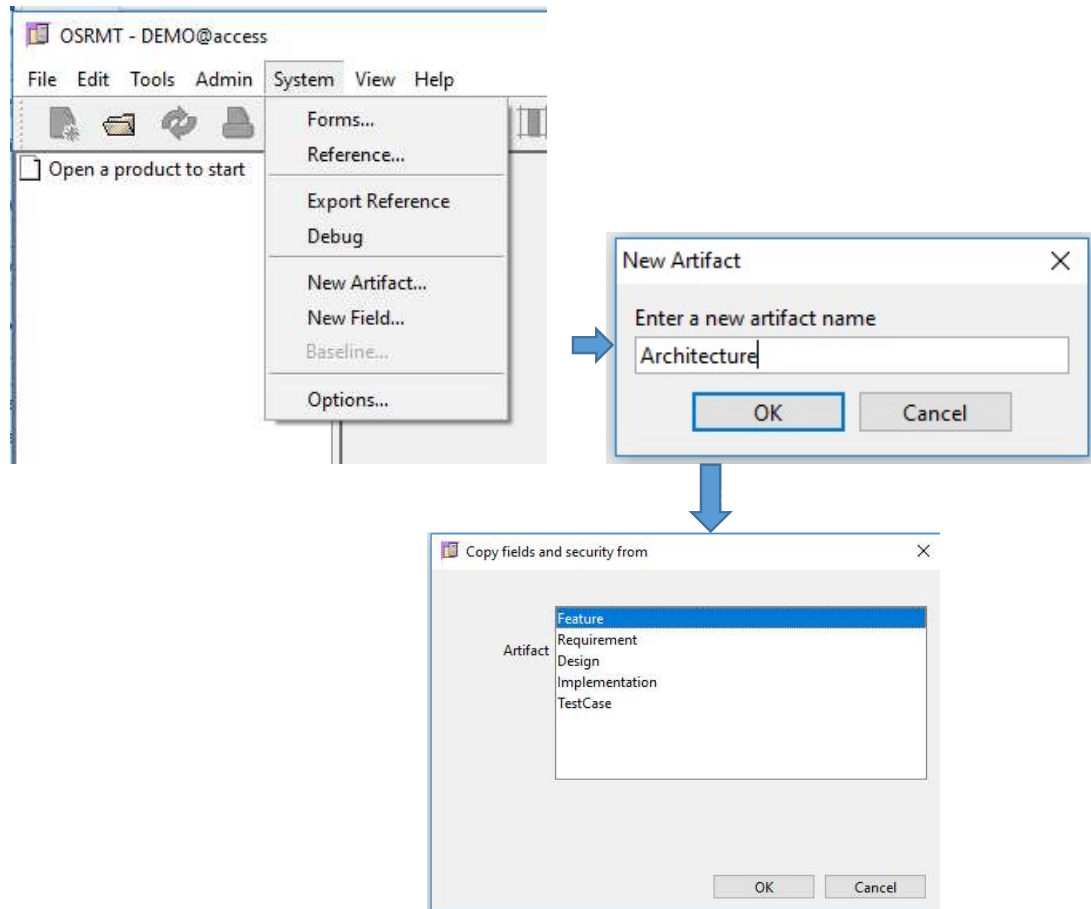 OSRMT - DEMO@access
File Edit Tools Admin System View Help
Open a product to start
Forms...
Reference...
Export Reference
Debug
New Artifact...
New Field...
Baseline...
Options...
New Artifact
Enter a new artifact name
Architecture
OK Cancel
Copy fields and security from
Artifact
Feature
Requirement
Design
Implementation
TestCase
OK Cancel